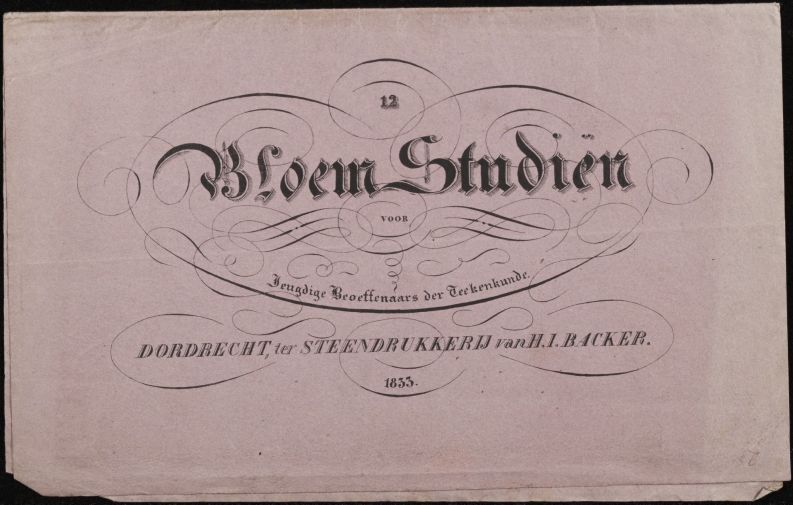 12
Bloem Studiën
VOOR
Jeugdige Beoeffenaars der Teekenkunde.
DORDRECHT, ter STEENDRUKKERIJ van H. I. BACKER.
1833.